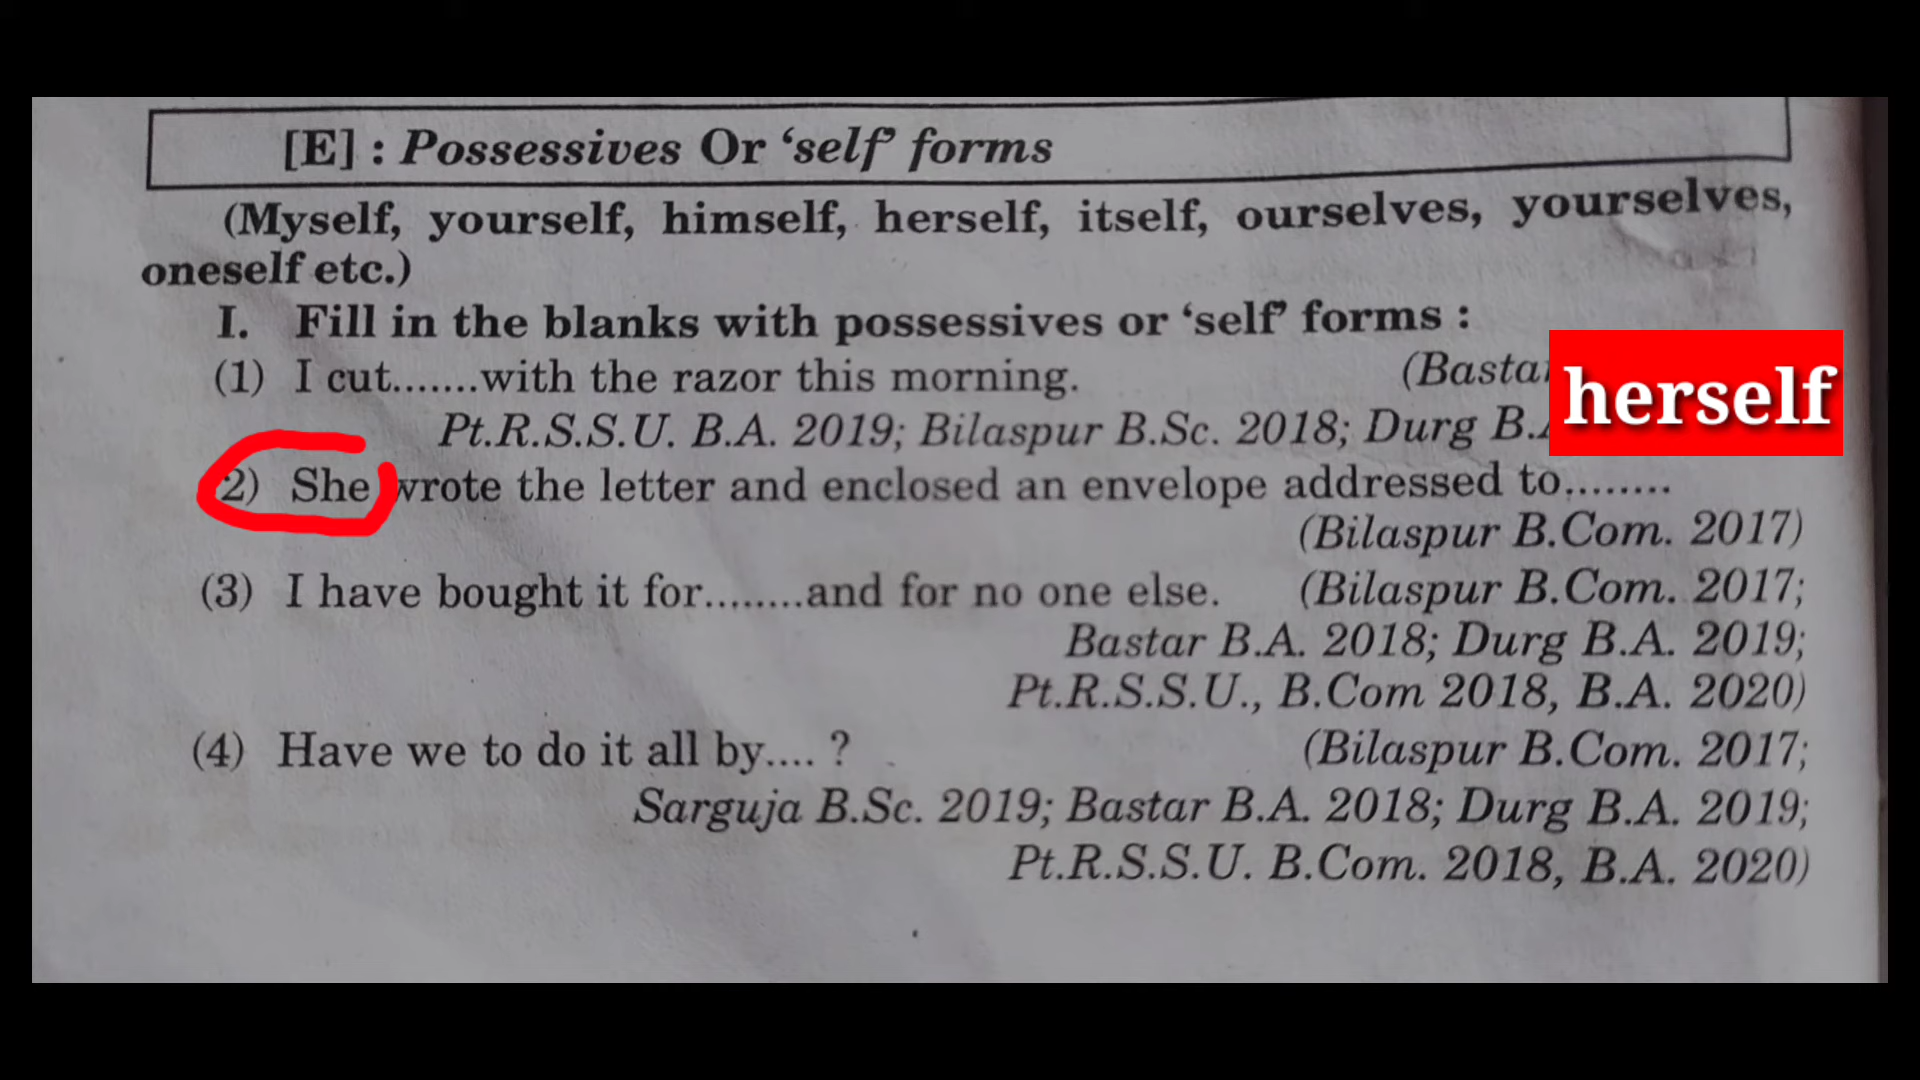 [E] : Possessives Or ‘self’ forms
(Myself, yourself, himself, herself, itself, ourselves, yourselves,
oneself etc.)
I. Fill in the blanks with possessives or ‘self’ forms :
(1) I cut.......with the razor this morning. (Bastar
herself
Pt.R.S.S.U. B.A. 2019; Bilaspur B.Sc. 2018; Durg B.A
2) She wrote the letter and enclosed an envelope addressed to........
(Bilaspur B.Com. 2017)
(3) I have bought it for........and for no one else. (Bilaspur B.Com. 2017;
Bastar B.A. 2018; Durg B.A. 2019;
Pt.R.S.S.U., B.Com 2018, B.A. 2020)
(4) Have we to do it all by.... ? (Bilaspur B.Com. 2017;
Sarguja B.Sc. 2019; Bastar B.A. 2018; Durg B.A. 2019;
Pt.R.S.S.U. B.Com. 2018, B.A. 2020)